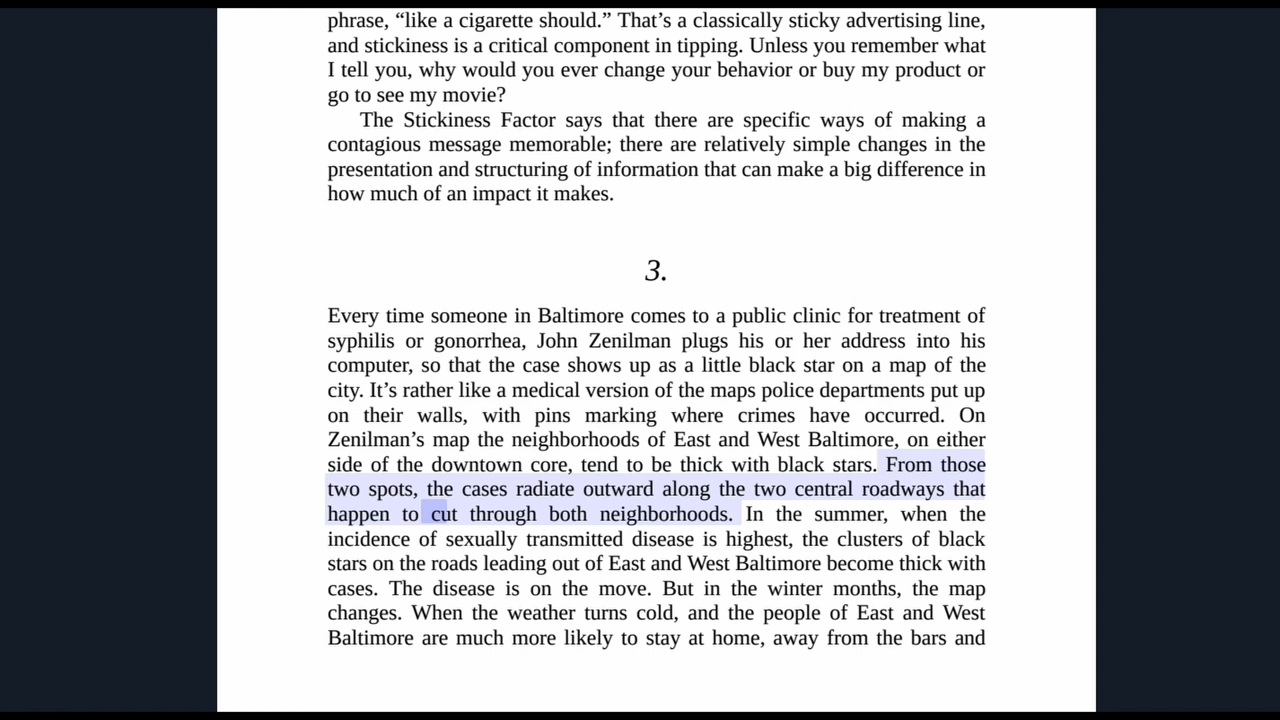 phrase, “like a cigarette should.” That’s a classically sticky advertising line,
and stickiness is a critical component in tipping. Unless you remember what
I tell you, why would you ever change your behavior or buy my product or
go to see my movie?
The Stickiness Factor says that there are specific ways of making a
contagious message memorable; there are relatively simple changes in the
presentation and structuring of information that can make a big difference in
how much of an impact it makes.
3.
Every time someone in Baltimore comes to a public clinic for treatment of
syphilis or gonorrhea, John Zenilman plugs his or her address into his
computer, so that the case shows up as a little black star on a map of the
city. It’s rather like a medical version of the maps police departments put up
on their walls, with pins marking where crimes have occurred. On
Zenilman’s map the neighborhoods of East and West Baltimore, on either
side of the downtown core, tend to be thick with black stars. From those
two spots, the cases radiate outward along the two central roadways that
happen to cut through both neighborhoods. In the summer, when the
incidence of sexually transmitted disease is highest, the clusters of black
stars on the roads leading out of East and West Baltimore become thick with
cases. The disease is on the move. But in the winter months, the map
changes. When the weather turns cold, and the people of East and West
Baltimore are much more likely to stay at home, away from the bars and